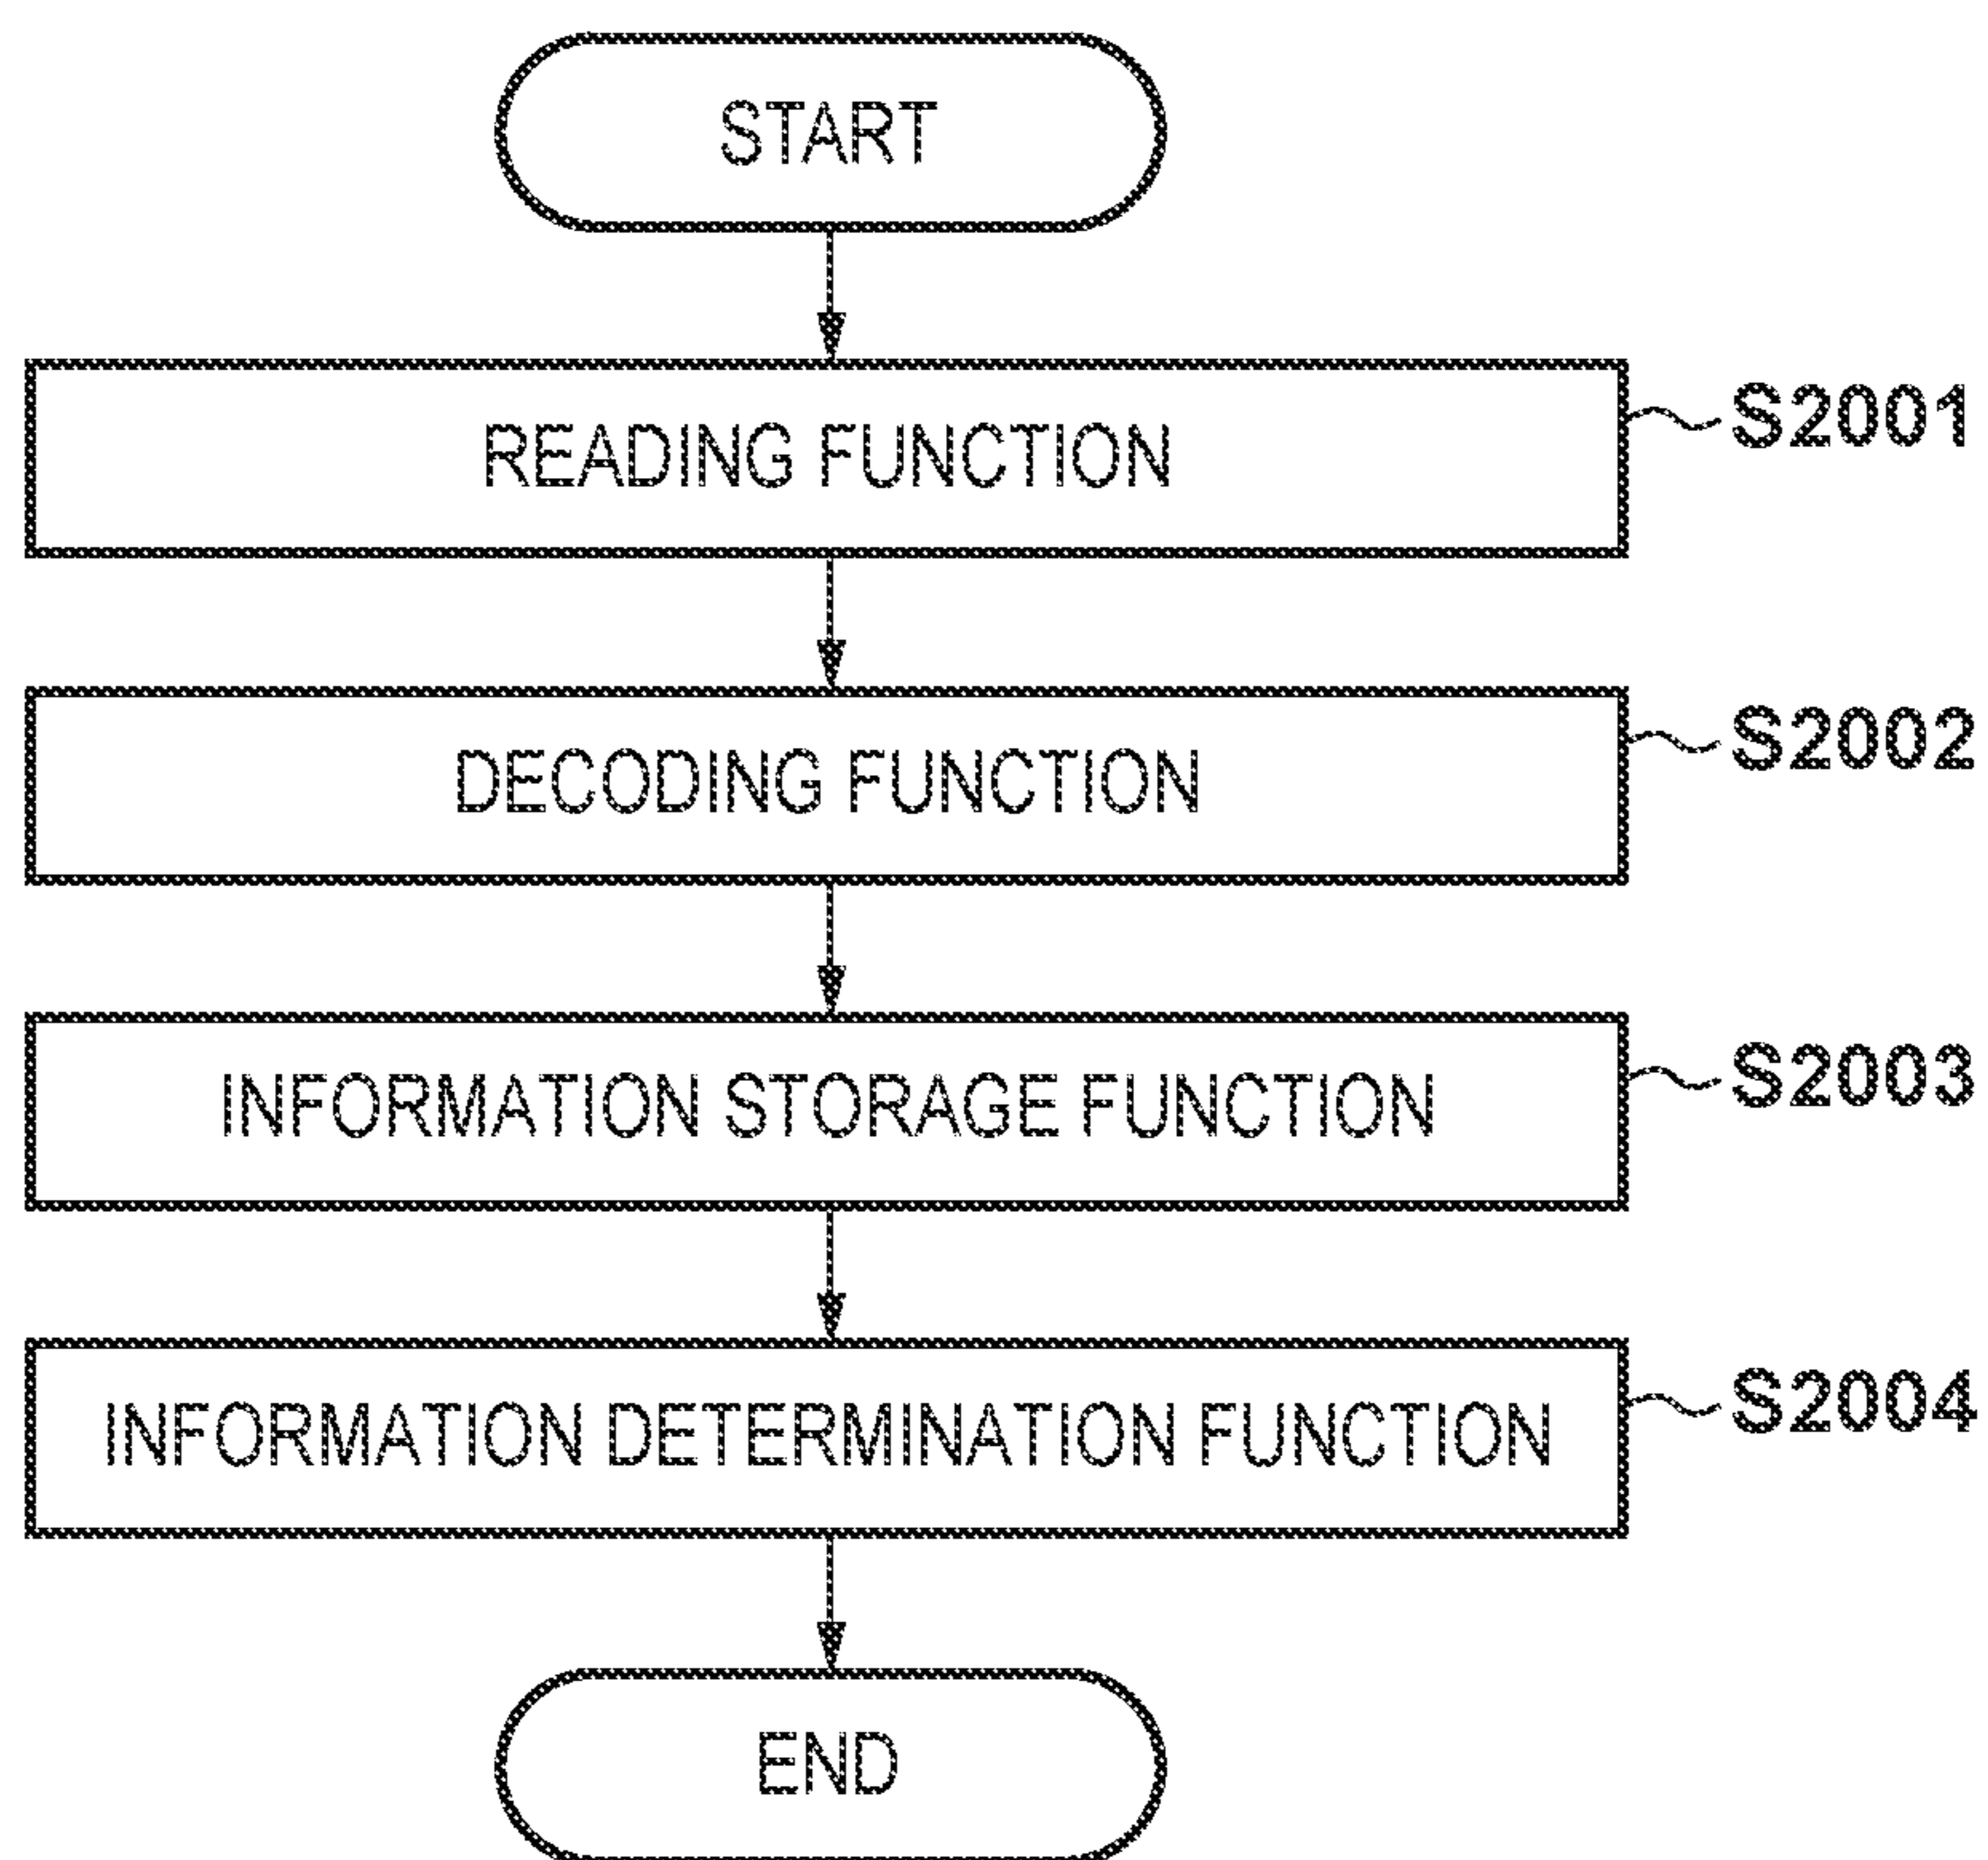 START
READING FUNCTION
S2001
DECODING FUNCTION
S2002
INFORMATION STORAGE FUNCTION
S2003
INFORMATION DETERMINATION FUNCTION
S2004
END